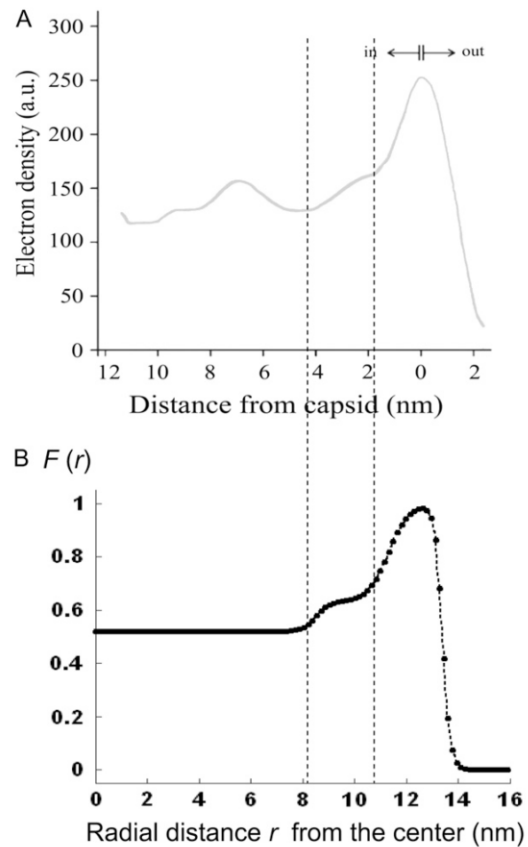 A
Electron density (a.u.)
300
250
200
150
100
50
0
in
out
12 10 8 6 4 2 0 2
Distance from capsid (nm)
B F (r)
1
0.8
0.6
0.4
0.2
0
0 2 4 6 8 10 12 14 16
Radial distance r from the center (nm)